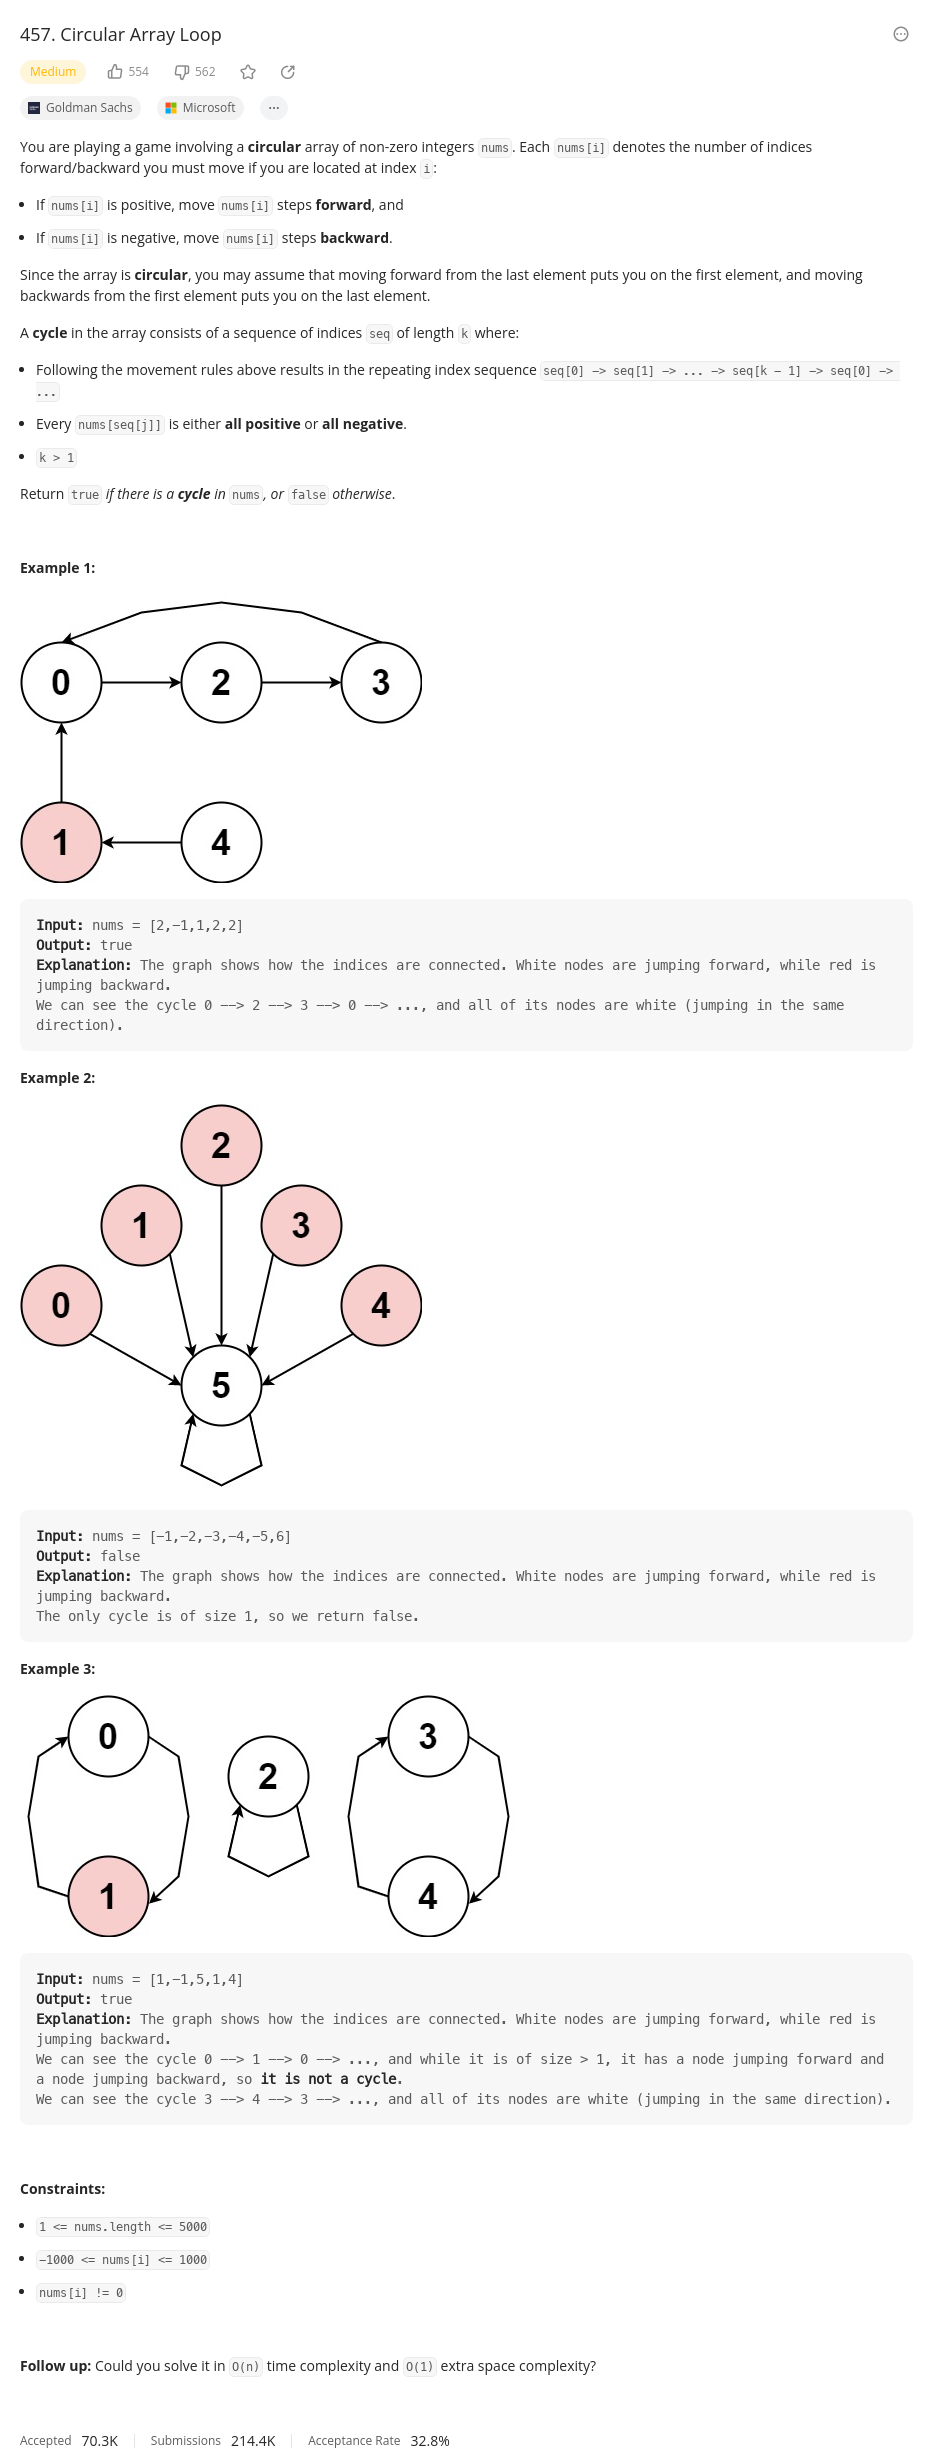 457. Circular Array Loop
Medium 554 562
Goldman Sachs Microsoft ...
You are playing a game involving a circular array of non-zero integers nums. Each nums[i] denotes the number of indices
forward/backward you must move if you are located at index i:
• If nums[i] is positive, move nums[i] steps forward, and
• If nums[i] is negative, move nums[i] steps backward.
Since the array is circular, you may assume that moving forward from the last element puts you on the first element, and moving
backwards from the first element puts you on the last element.
A cycle in the array consists of a sequence of indices seq of length k where:
• Following the movement rules above results in the repeating index sequence seq[0] -> seq[1] -> ... -> seq[k - 1] -> seq[0] ->
...
• Every nums[seq[j]] is either all positive or all negative.
• k > 1
Return true if there is a cycle in nums, or false otherwise.
Example 1:
0 2 3
1 4
Input: nums = [2,-1,1,2,2]
Output: true
Explanation: The graph shows how the indices are connected. White nodes are jumping forward, while red is
jumping backward.
We can see the cycle 0 --> 2 --> 3 --> 0 --> ..., and all of its nodes are white (jumping in the same
direction).
Example 2:
2
1 3
0 4
5
Input: nums = [-1,-2,-3,-4,-5,6]
Output: false
Explanation: The graph shows how the indices are connected. White nodes are jumping forward, while red is
jumping backward.
The only cycle is of size 1, so we return false.
Example 3:
0 3
2
1 4
Input: nums = [1,-1,5,1,4]
Output: true
Explanation: The graph shows how the indices are connected. White nodes are jumping forward, while red is
jumping backward.
We can see the cycle 0 --> 1 --> 0 --> ..., and while it is of size > 1, it has a node jumping forward and
a node jumping backward, so it is not a cycle.
We can see the cycle 3 --> 4 --> 3 --> ..., and all of its nodes are white (jumping in the same direction).
Constraints:
• 1 <= nums.length <= 5000
• -1000 <= nums[i] <= 1000
• nums[i] != 0
Follow up: Could you solve it in O(n) time complexity and O(1) extra space complexity?
Accepted 70.3K Submissions 214.4K Acceptance Rate 32.8%